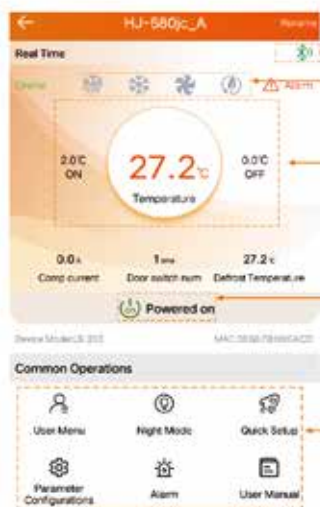 HJ-580jc_A Rename
Real Time
Online Alarm
2.0℃ 0.0℃
ON 27.2℃ OFF
Temperature
0.0A 1time 27.2℃
Comp current Door switch num Defrost Temperature
Powered on
Common Operations
User Menu Night Mode Quick Setup
Parameter
Configurations Alarm User Manual